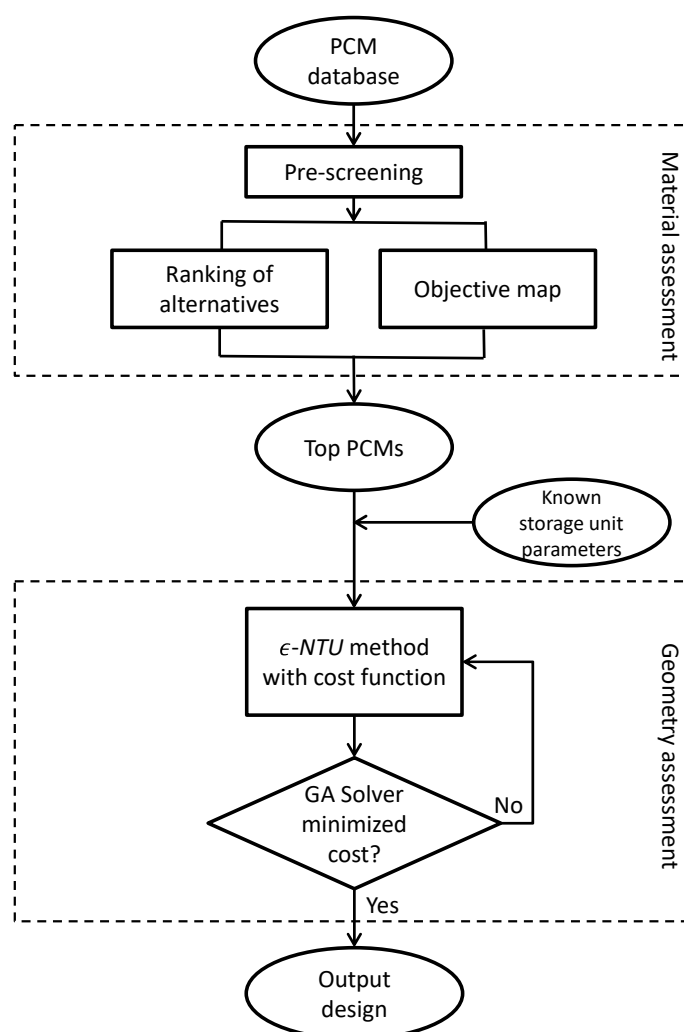 PCM
database
Pre-screening
Material assessment
Ranking of
alternatives
Objective map
Top PCMs
Known
storage unit
parameters
ϵ-NTU method
with cost function
Geometry assessment
GA Solver
minimized
cost?
No
Yes
Output
design